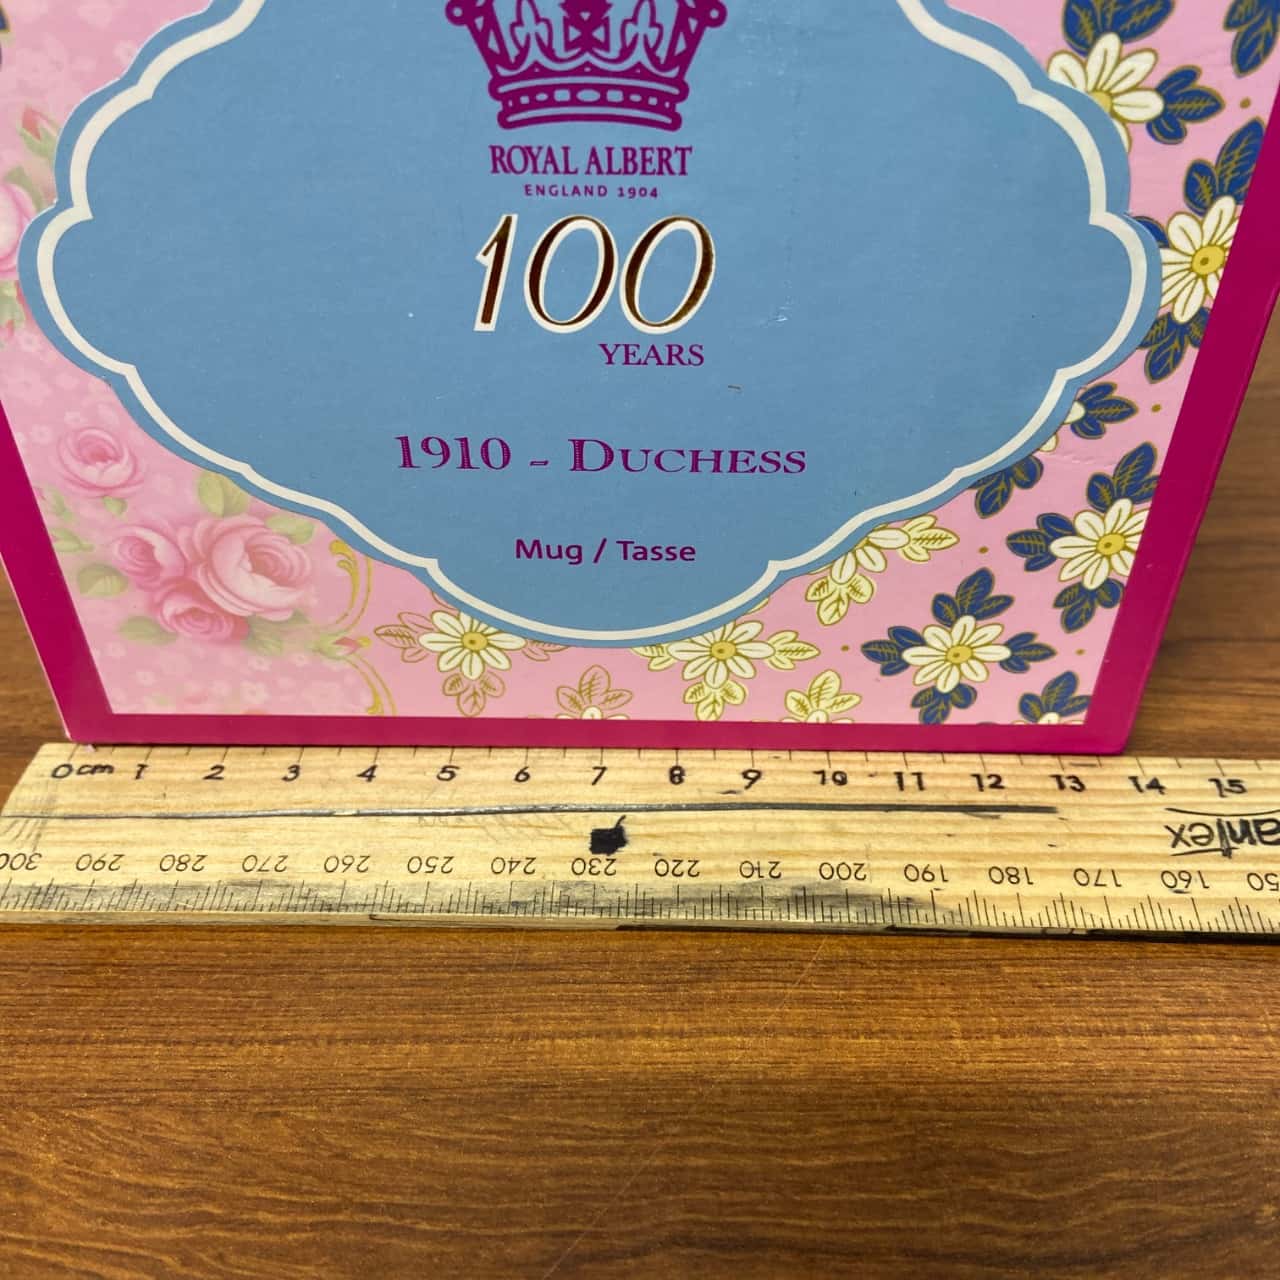 ROYAL ALBERT
ENGLAND 1904
100
YEARS
1910 - DUCHESS
Mug / Tasse
0cm 1 2 3 4 5 6 7 8 9 10 11 12 13 14 15
300 290 280 270 260 250 240 230 220 210 200 190 180 170 160